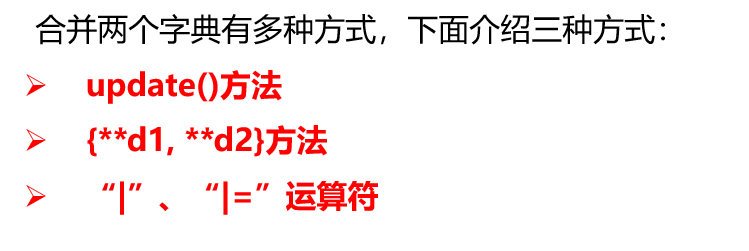 合并两个字典有多种方式，下面介绍三种方式：
➢ update()方法
➢ {**d1, **d2}方法
➢ “|”、“|=”运算符